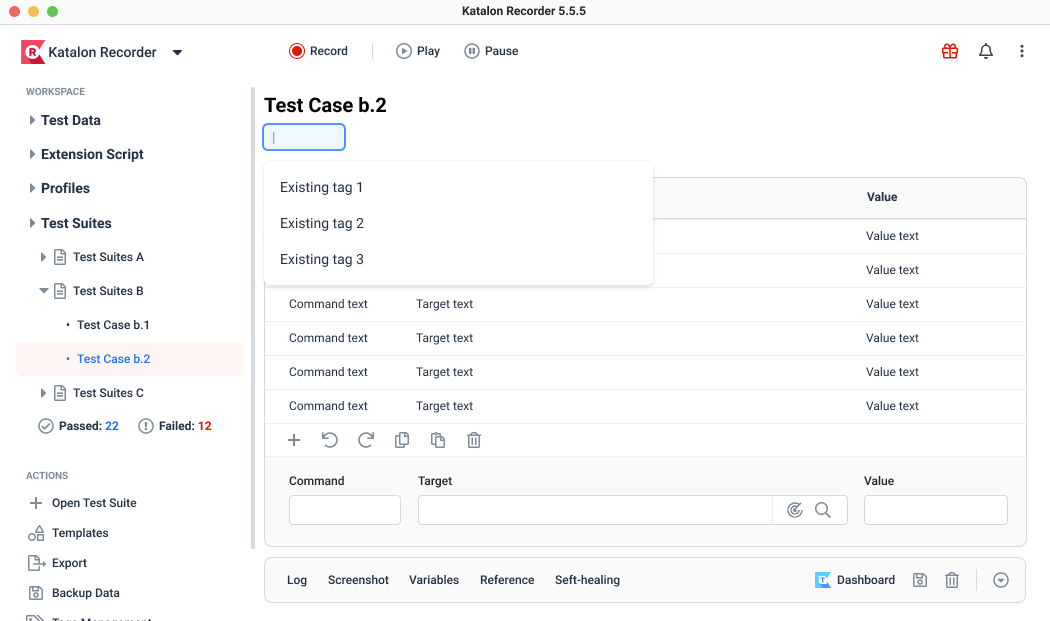 Katalon Recorder 5.5.5
Katalon Recorder
Record
Play
Pause
WORKSPACE
Test Data
Extension Script
Profiles
Test Suites
Test Suites A
Test Suites B
Test Case b.1
Test Case b.2
Test Suites C
Passed: 22
Failed: 12
ACTIONS
Open Test Suite
Templates
Export
Backup Data
Tags Management
Test Case b.2
Existing tag 1
Existing tag 2
Existing tag 3
Value
Value text
Value text
Command text Target text Value text
Command text Target text Value text
Command text Target text Value text
Command text Target text Value text
Command Target Value
Log Screenshot Variables Reference Seft-healing Dashboard